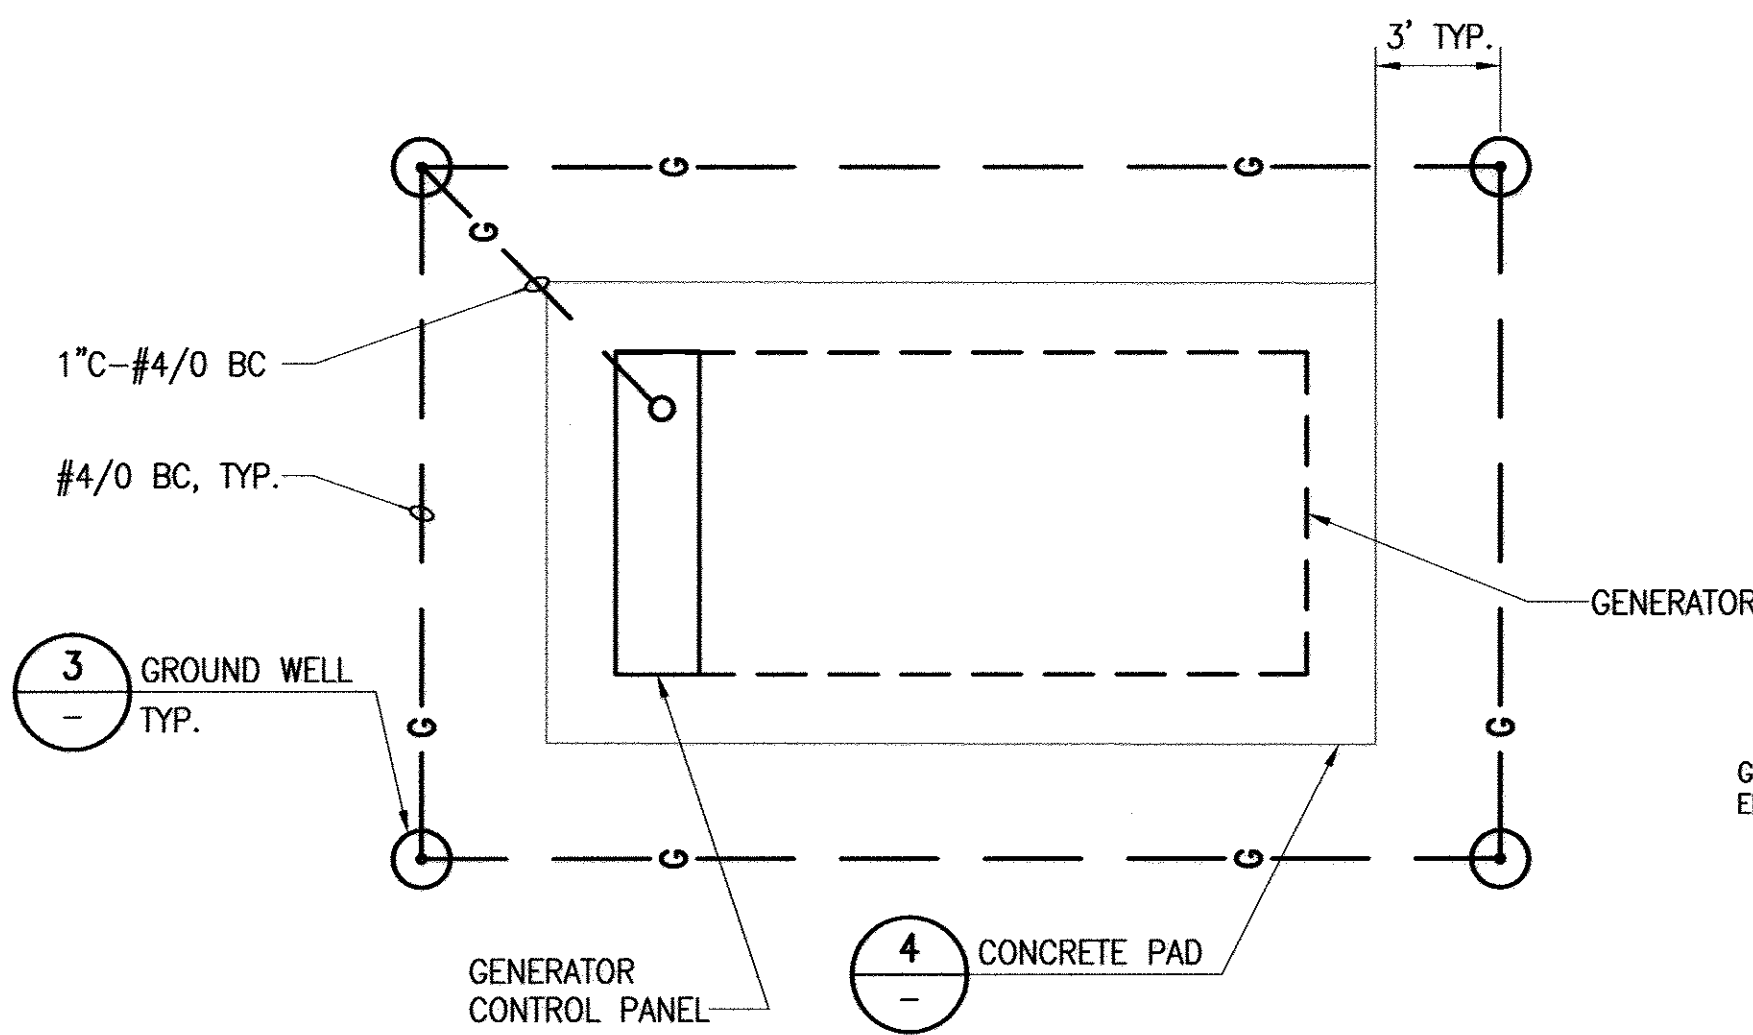 3' TYP.
G G
G
1"C-#4/0 BC
#4/0 BC, TYP.
GENERATOR
3 GROUND WELL
- TYP.
G G
G G
4 CONCRETE PAD
-
GENERATOR
CONTROL PANEL